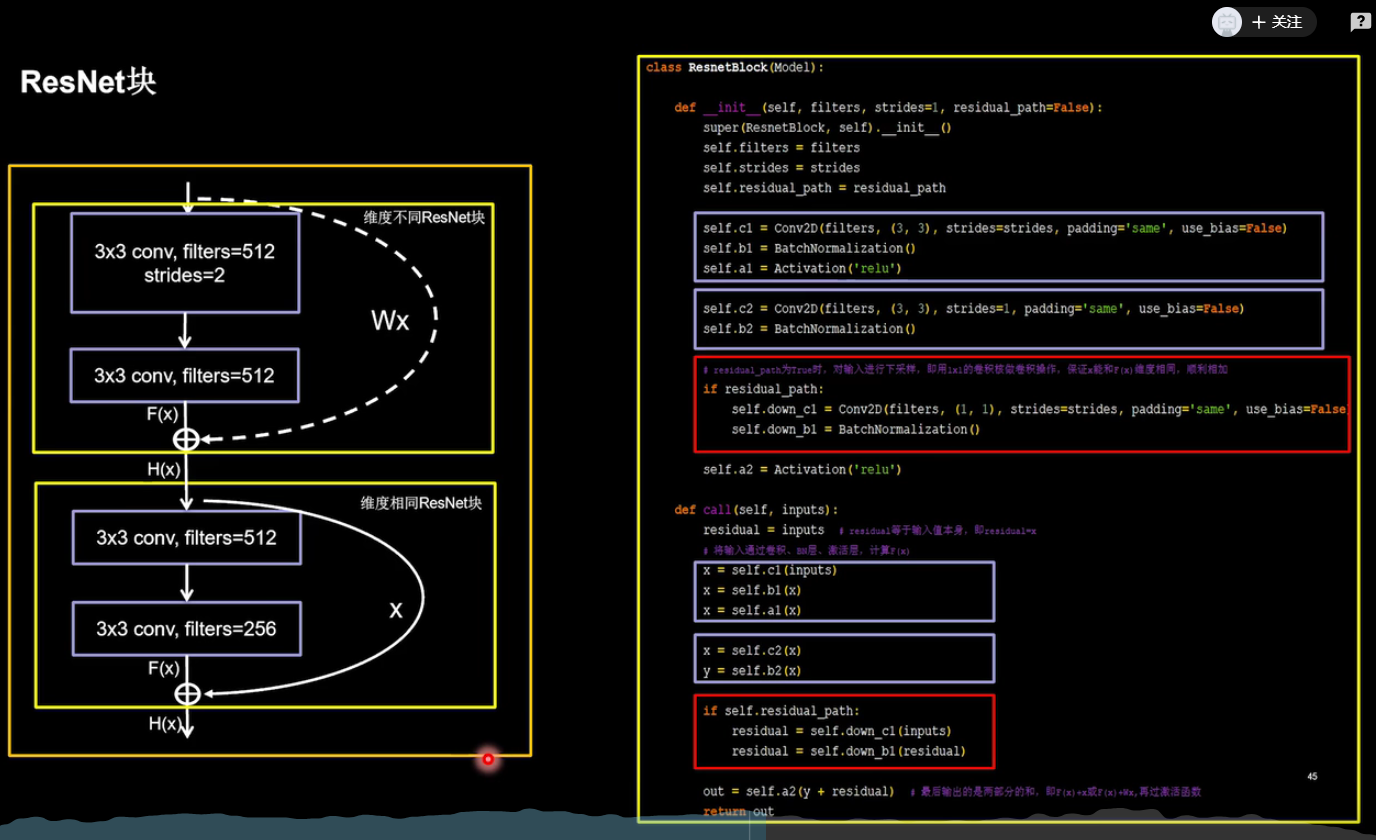 + 关注
?
ResNet块
维度不同ResNet块
3x3 conv, filters=512
strides=2
Wx
3x3 conv, filters=512
F(x)
H(x)
维度相同ResNet块
3x3 conv, filters=512
x
3x3 conv, filters=256
F(x)
H(x)
class ResnetBlock(Model):
def __init__(self, filters, strides=1, residual_path=False):
super(ResnetBlock, self).__init__()
self.filters = filters
self.strides = strides
self.residual_path = residual_path
self.c1 = Conv2D(filters, (3, 3), strides=strides, padding='same', use_bias=False)
self.b1 = BatchNormalization()
self.a1 = Activation('relu')
self.c2 = Conv2D(filters, (3, 3), strides=1, padding='same', use_bias=False)
self.b2 = BatchNormalization()
# residual_path为True时，对输入进行下采样，即用1x1的卷积核做卷积操作，保证x能和F(x)维度相同，顺利相加
if residual_path:
self.down_c1 = Conv2D(filters, (1, 1), strides=strides, padding='same', use_bias=False
self.down_b1 = BatchNormalization()
self.a2 = Activation('relu')
def call(self, inputs):
residual = inputs # residual等于输入值本身，即residual=x
# 将输入通过卷积、BN层、激活层，计算F(x)
x = self.c1(inputs)
x = self.b1(x)
x = self.a1(x)
x = self.c2(x)
y = self.b2(x)
if self.residual_path:
residual = self.down_c1(inputs)
residual = self.down_b1(residual)
out = self.a2(y + residual) # 最后输出的是两部分的和，即F(x)+x或F(x)+Wx,再过激活函数
return out
45